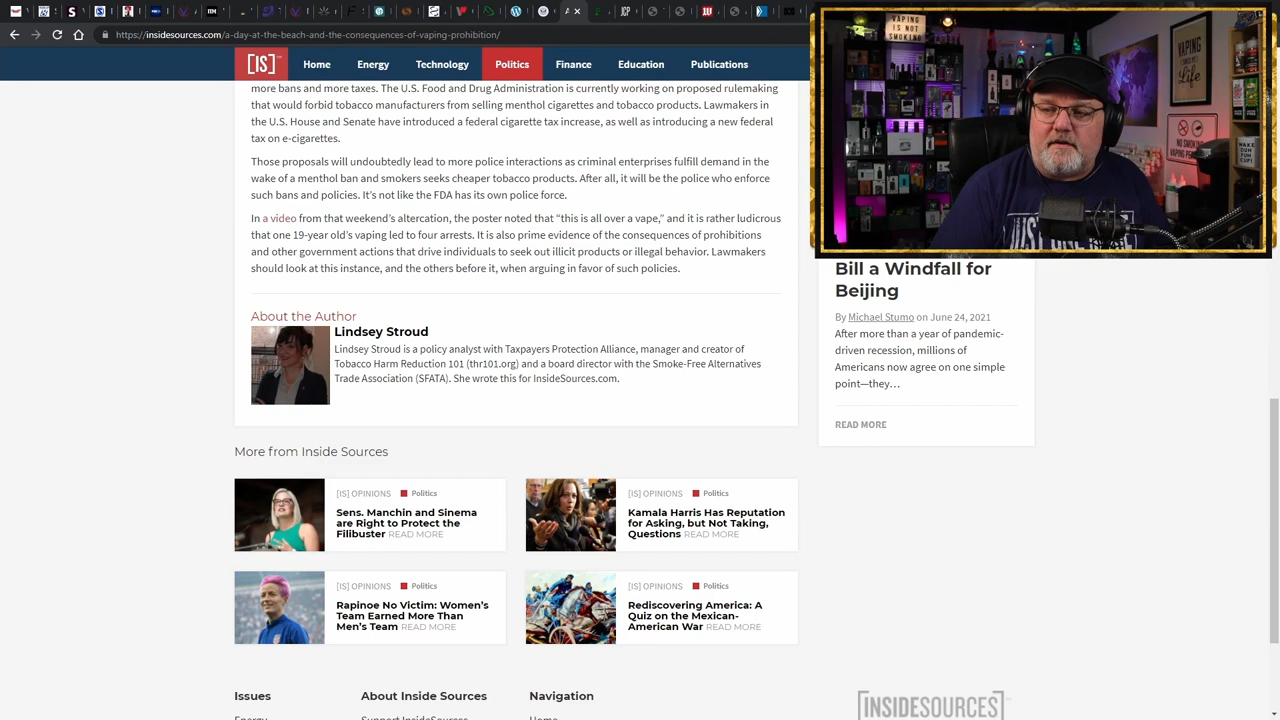 https://insidesources.com/a-day-at-the-beach-and-the-consequences-of-vaping-prohibition/
[IS] Home Energy Technology Politics Finance Education Publications
more bans and more taxes. The U.S. Food and Drug Administration is currently working on proposed rulemaking
that would forbid tobacco manufacturers from selling menthol cigarettes and tobacco products. Lawmakers in
the U.S. House and Senate have introduced a federal cigarette tax increase, as well as introducing a new federal
tax on e-cigarettes.
Those proposals will undoubtedly lead to more police interactions as criminal enterprises fulfill demand in the
wake of a menthol ban and smokers seeks cheaper tobacco products. After all, it will be the police who enforce
such bans and policies. It’s not like the FDA has its own police force.
In a video from that weekend’s altercation, the poster noted that “this is all over a vape,” and it is rather ludicrous
that one 19-year-old’s vaping led to four arrests. It is also prime evidence of the consequences of prohibitions
and other government actions that drive individuals to seek out illicit products or illegal behavior. Lawmakers
should look at this instance, and the others before it, when arguing in favor of such policies.
About the Author
Lindsey Stroud
Lindsey Stroud is a policy analyst with Taxpayers Protection Alliance, manager and creator of
Tobacco Harm Reduction 101 (thr101.org) and a board director with the Smoke-Free Alternatives
Trade Association (SFATA). She wrote this for InsideSources.com.
More from Inside Sources
[IS] OPINIONS Politics
Sens. Manchin and Sinema
are Right to Protect the
Filibuster READ MORE
[IS] OPINIONS Politics
Kamala Harris Has Reputation
for Asking, but Not Taking,
Questions READ MORE
[IS] OPINIONS Politics
Rapinoe No Victim: Women’s
Team Earned More Than
Men’s Team READ MORE
[IS] OPINIONS Politics
Rediscovering America: A
Quiz on the Mexican-
American War READ MORE
Issues
About Inside Sources
Navigation
[INSIDESOURCES]
VAPING
IS NOT
SMOKING
VAPING
Life
NO SMOKING
WAKE
DUH
FUH
CUP!
Bill a Windfall for
Beijing
By Michael Stumo on June 24, 2021
After more than a year of pandemic-
driven recession, millions of
Americans now agree on one simple
point—they…
READ MORE